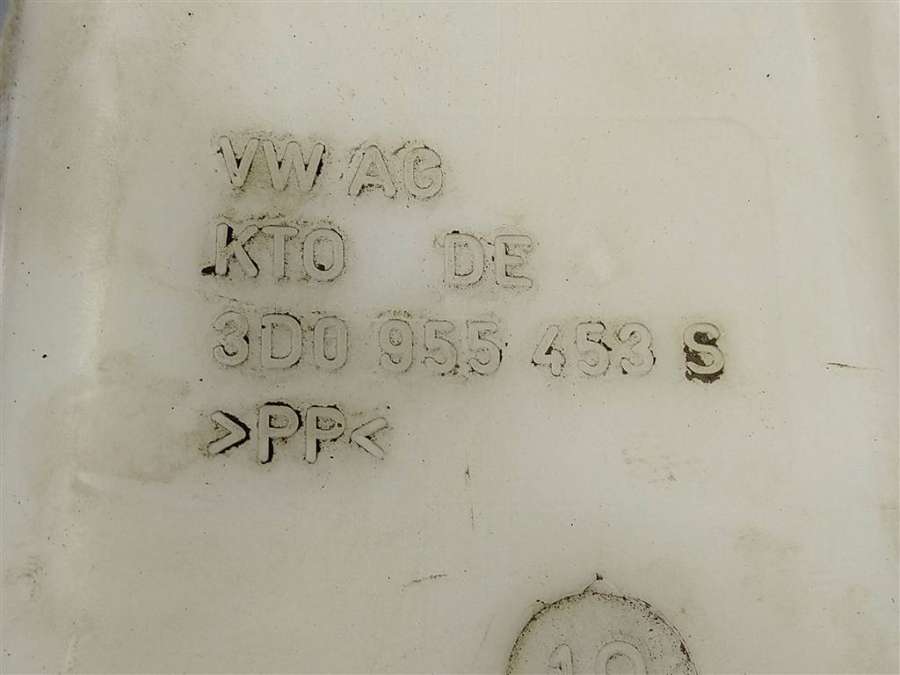 VW AG
KTO DE
3D0 955 453 S
>PP<